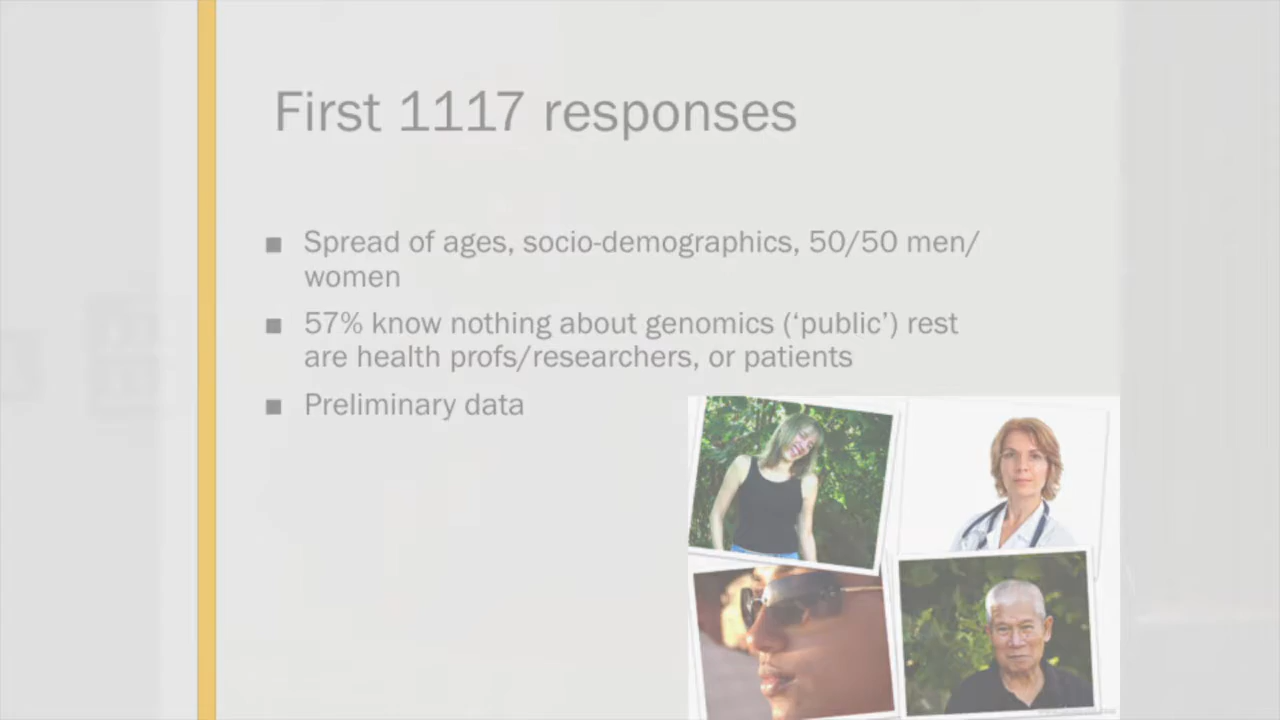 First 1117 responses
■ Spread of ages, socio-demographics, 50/50 men/
women
■ 57% know nothing about genomics (‘public’) rest
are health profs/researchers, or patients
■ Preliminary data